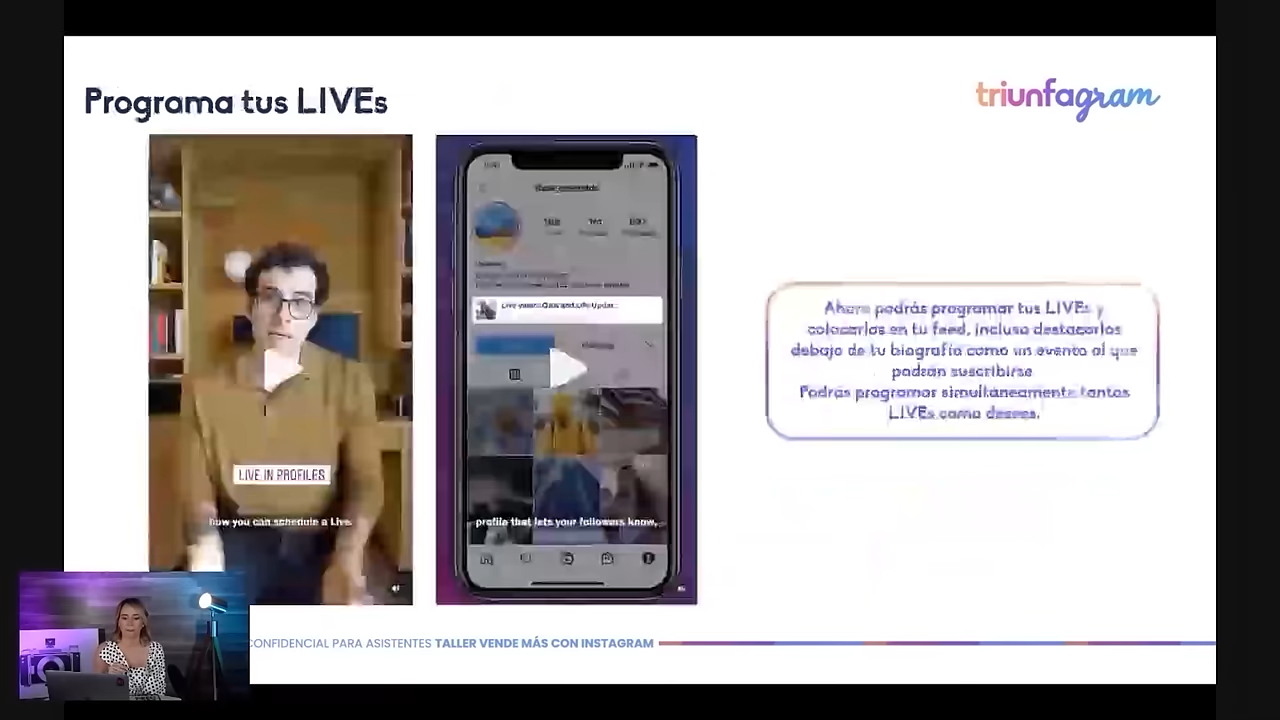 Programa tus LIVEs
triunfagram
LIVE IN PROFILES
how you can schedule a Live.
profile that lets your followers know,
Ahora podrás programar tus LIVEs y
colocarlos en tu feed, incluso destacarlos
debajo de tu biografía como un evento al que
podrán suscribirse
Podrás programar simultáneamente tantos
LIVEs como desees.
CONFIDENCIAL PARA ASISTENTES TALLER VENDE MÁS CON INSTAGRAM